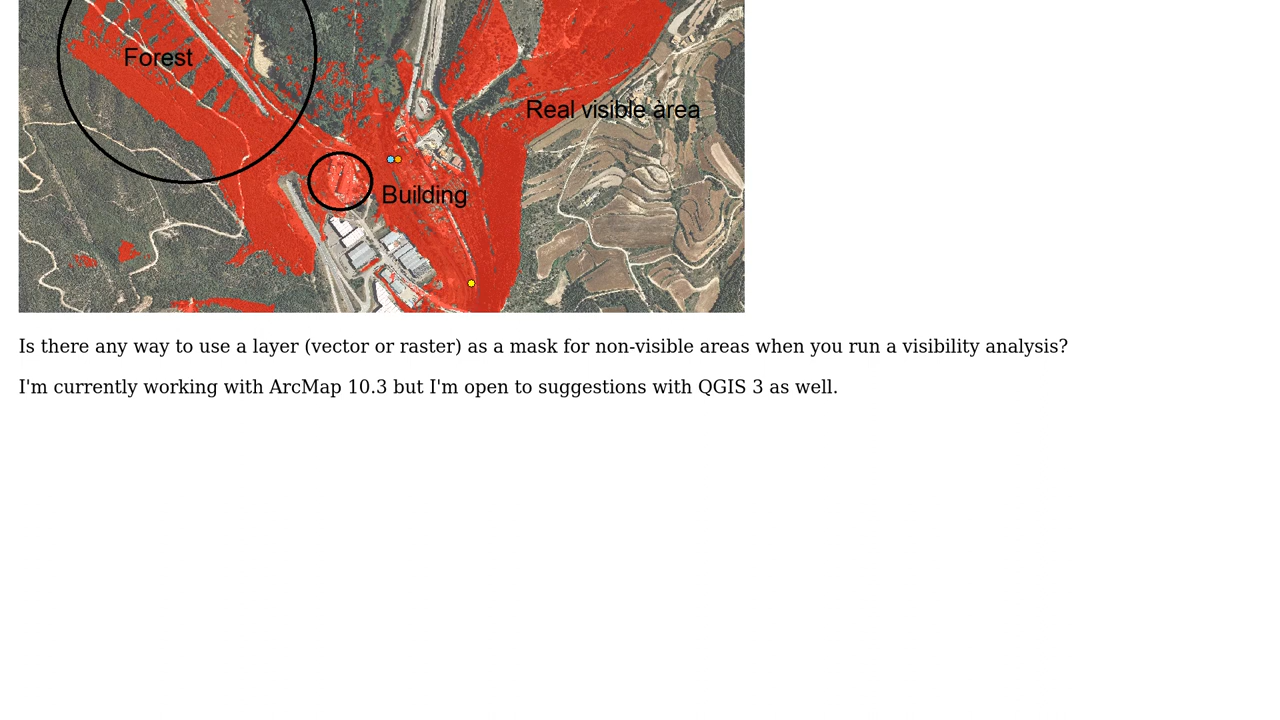 Forest
Real visible area
Building
Is there any way to use a layer (vector or raster) as a mask for non-visible areas when you run a visibility analysis?
I'm currently working with ArcMap 10.3 but I'm open to suggestions with QGIS 3 as well.